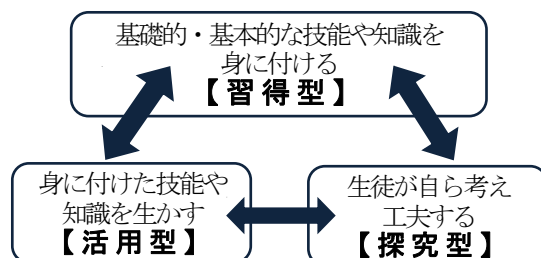 基礎的・基本的な技能や知識を
身に付ける
【習得型】
身に付けた技能や
知識を生かす
【活用型】
生徒が自ら考え
工夫する
【探究型】